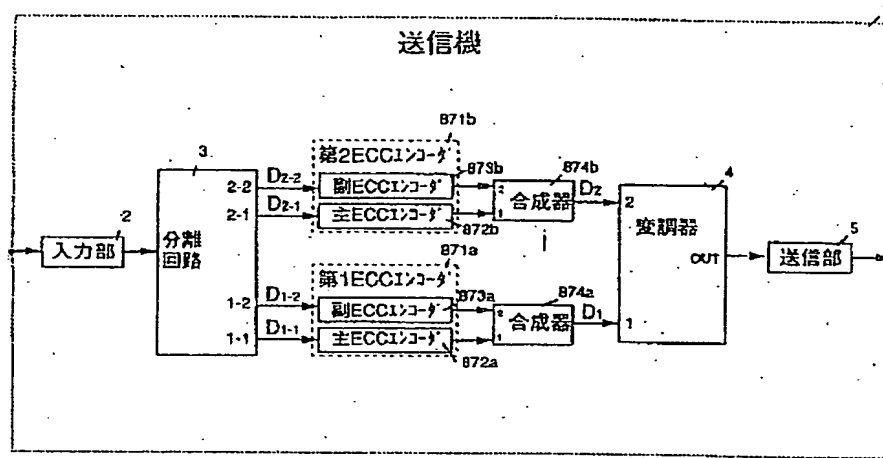 送信機
871b
第2ECCエンコーダ
873b
874b
3
D2-2
2-2
副ECCエンコーダ
2
合成器
D2
4
2
D2-1
2-1
主ECCエンコーダ
1
872b
変調器
2
入力部
分離
回路
871a
OUT
5
送信部
第1ECCエンコーダ
873a
874a
D1-2
1-2
副ECCエンコーダ
2
合成器
D1
1
D1-1
1-1
主ECCエンコーダ
1
872a